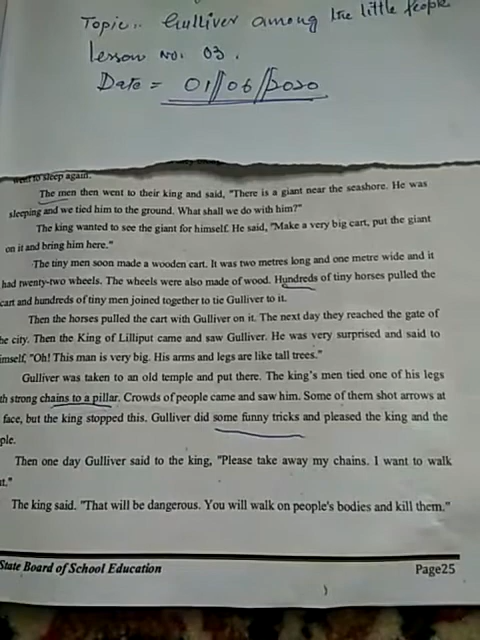 Topic.. Gulliver among the little people
Lesson No. 03.
Date = 01//06//2020
went to sleep again.
The men then went to their king and said, "There is a giant near the seashore. He was
sleeping and we tied him to the ground. What shall we do with him?"
The king wanted to see the giant for himself. He said, "Make a very big cart, put the giant
on it and bring him here."
The tiny men soon made a wooden cart. It was two metres long and one metre wide and it
had twenty-two wheels. The wheels were also made of wood. Hundreds of tiny horses pulled the
cart and hundreds of tiny men joined together to tie Gulliver to it.
Then the horses pulled the cart with Gulliver on it. The next day they reached the gate of
he city. Then the King of Lilliput came and saw Gulliver. He was very surprised and said to
imself, "Oh! This man is very big. His arms and legs are like tall trees."
Gulliver was taken to an old temple and put there. The king's men tied one of his legs
th strong chains to a pillar. Crowds of people came and saw him. Some of them shot arrows at
face, but the king stopped this. Gulliver did some funny tricks and pleased the king and the
ple.
Then one day Gulliver said to the king, "Please take away my chains. I want to walk
t."
The king said. "That will be dangerous. You will walk on people's bodies and kill them."
State Board of School Education
Page25